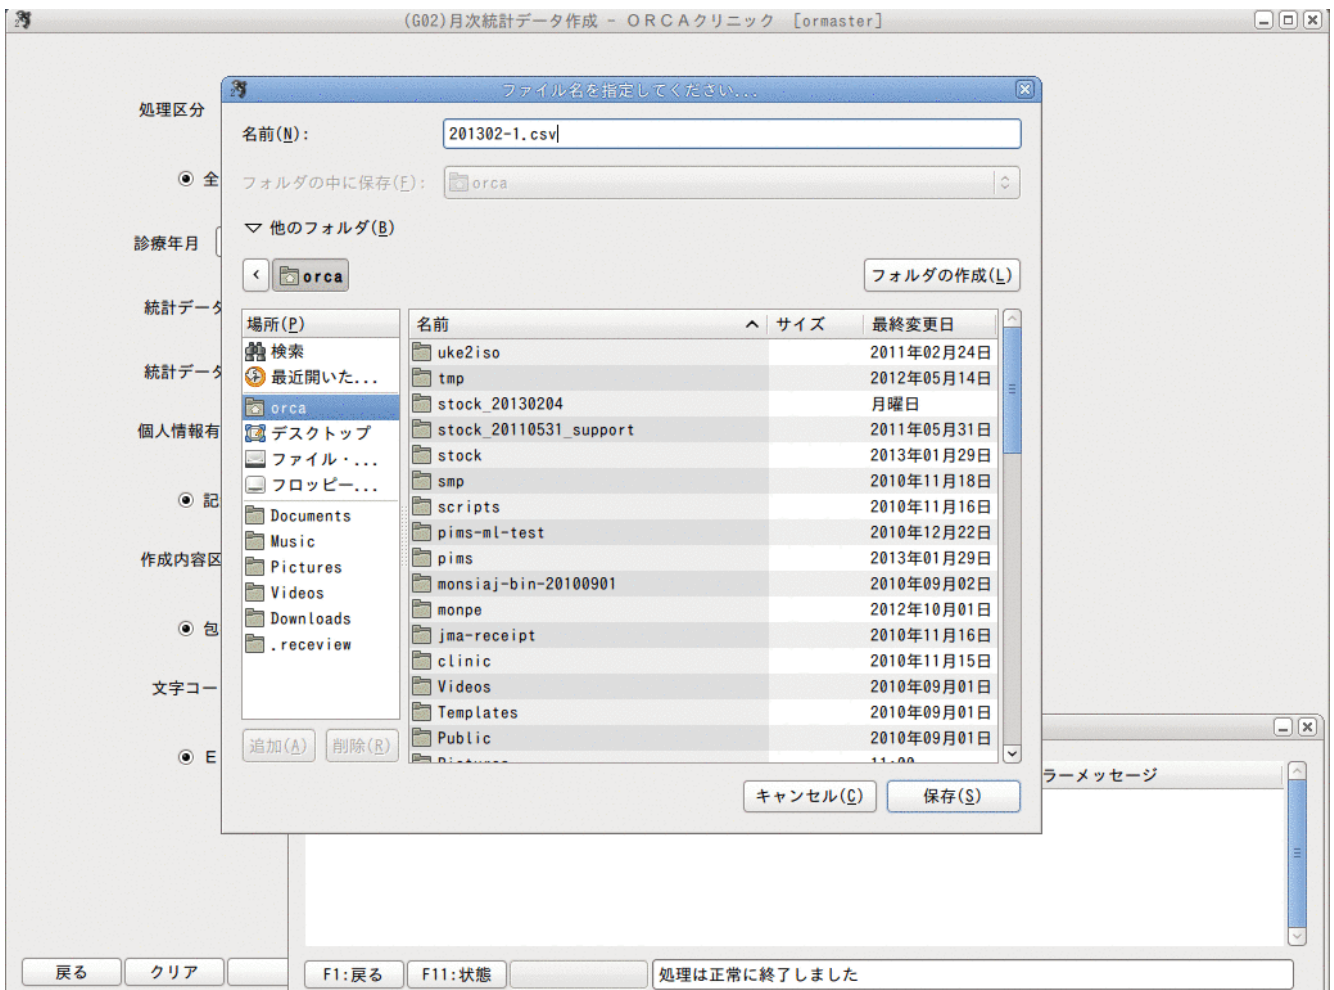 (G02)月次統計データ作成 - ＯＲＣＡクリニック [ormaster]
ファイル名を指定してください...
処理区分
名前(N):
201302-1.csv
全
フォルダの中に保存(F):
orca
他のフォルダ(B)
診療年月
orca
フォルダの作成(L)
統計データ
場所(P)
名前
サイズ
最終変更日
検索
uke2iso 2011年02月24日
統計データ
最近開いた...
tmp 2012年05月14日
orca
stock_20130204 月曜日
個人情報有
デスクトップ
stock_20110531_support 2011年05月31日
ファイル・...
stock 2013年01月29日
フロッピー...
smp 2010年11月18日
記
scripts 2010年11月16日
Documents
pims-ml-test 2010年12月22日
Music
作成内容区
pims 2013年01月29日
Pictures
monsiaj-bin-20100901 2010年09月02日
Videos
monpe 2012年10月01日
Downloads
包
jma-receipt 2010年11月16日
.receview
clinic 2010年11月15日
文字コー
Videos 2010年09月01日
Templates 2010年09月01日
追加(A)
削除(R)
Public 2010年09月01日
E
Pictures 11:00
キャンセル(C)
保存(S)
ラーメッセージ
戻る
クリア
F1:戻る
F11:状態
処理は正常に終了しました